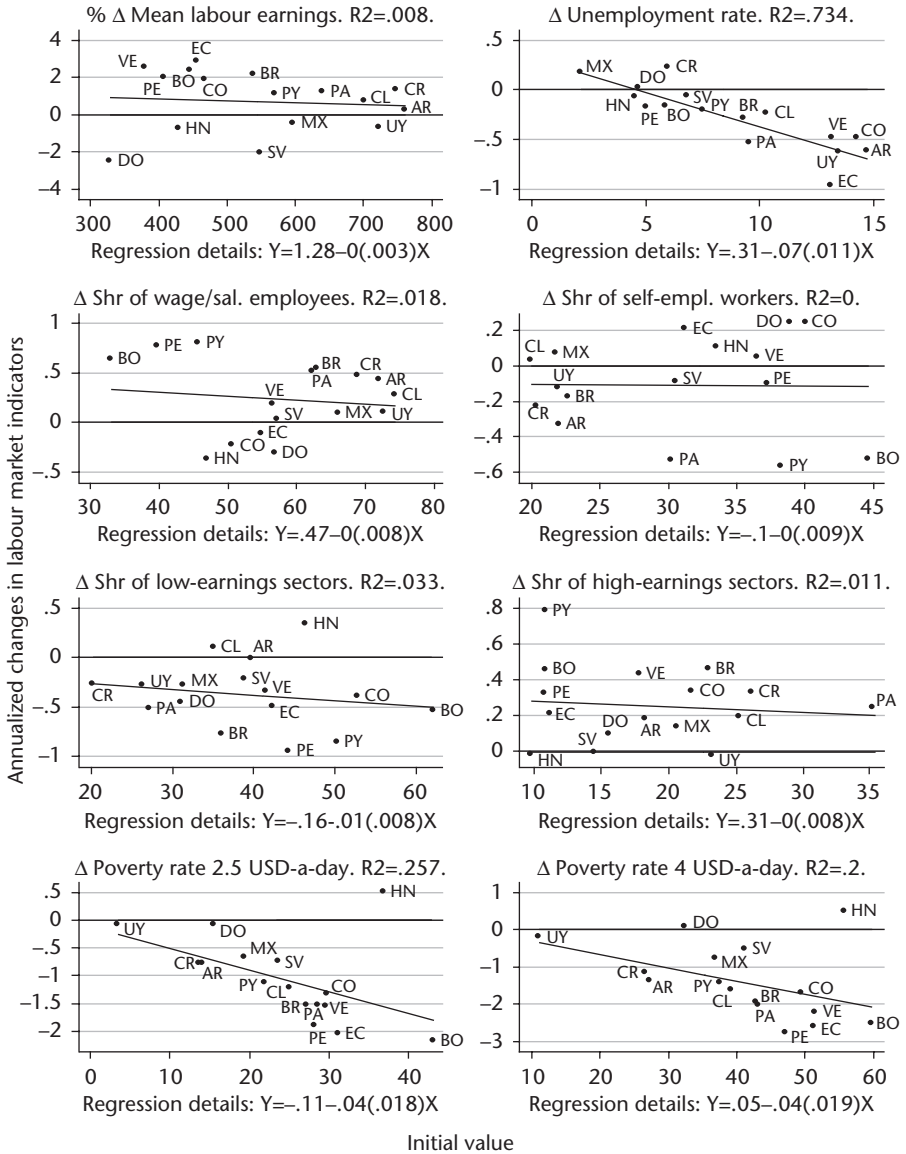 % Δ Mean labour earnings. R2=.008.
4
2
0
–2
–4
VE
EC
PE
BO
CO
BR
PY
PA
CL
CR
AR
HN
MX
UY
SV
DO
300 400 500 600 700 800
Regression details: Y=1.28–0(.003)X
Δ Unemployment rate. R2=.734.
.5
0
–.5
–1
MX
DO
CR
HN
PE
BO
SV
PY
BR
CL
PA
VE
CO
UY
AR
EC
0 5 10 15
Regression details: Y=.31–.07(.011)X
Δ Shr of wage/sal. employees. R2=.018.
1
.5
0
–.5
BO
PE
PY
BR
PA
CR
AR
CL
VE
SV
MX
UY
EC
CO
DO
HN
30 40 50 60 70 80
Regression details: Y=.47–0(.008)X
Δ Shr of self-empl. workers. R2=0.
.2
0
–.2
–.4
–.6
CL
MX
EC
DO
CO
HN
VE
UY
BR
SV
PE
CR
AR
PA
PY
BO
20 25 30 35 40 45
Regression details: Y=–.1–0(.009)X
Δ Shr of low-earnings sectors. R2=.033.
.5
0
–.5
–1
HN
CL
AR
CR
UY
MX
SV
VE
PA
DO
EC
CO
BO
BR
PE
PY
20 30 40 50 60
Regression details: Y=–.16-.01(.008)X
Δ Shr of high-earnings sectors. R2=.011.
.8
.6
.4
.2
0
PY
BO
PE
EC
VE
BR
CO
CR
PA
DO
AR
MX
CL
SV
HN
UY
10 15 20 25 30 35
Regression details: Y=.31–0(.008)X
Δ Poverty rate 2.5 USD-a-day. R2=.257.
.5
0
–.5
–1
–1.5
–2
HN
UY
DO
MX
SV
CR
AR
PY
CL
CO
BR
PA
VE
PE
EC
BO
0 10 20 30 40
Regression details: Y=–.11–.04(.018)X
Δ Poverty rate 4 USD-a-day. R2=.2.
1
0
–1
–2
–3
HN
UY
DO
SV
MX
CR
AR
PY
CL
BR
PA
CO
VE
EC
PE
BO
10 20 30 40 50 60
Regression details: Y=.05–.04(.019)X
Annualized changes in labour market indicators
Initial value